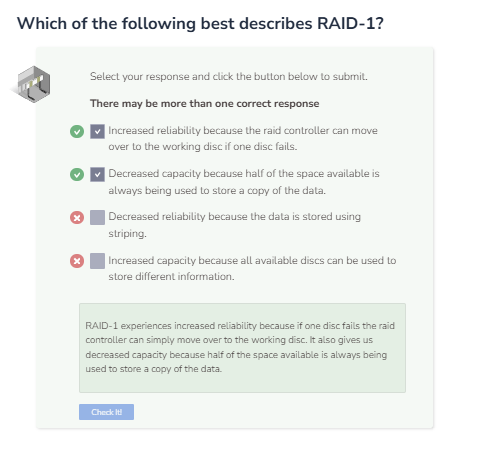 Which of the following best describes RAID-1?
Select your response and click the button below to submit.
There may be more than one correct response
Increased reliability because the raid controller can move
over to the working disc if one disc fails.
Decreased capacity because half of the space available is
always being used to store a copy of the data.
Decreased reliability because the data is stored using
striping.
Increased capacity because all available discs can be used to
store different information.
RAID-1 experiences increased reliability because if one disc fails the raid
controller can simply move over to the working disc. It also gives us
decreased capacity because half of the space available is always being
used to store a copy of the data.
Check It!